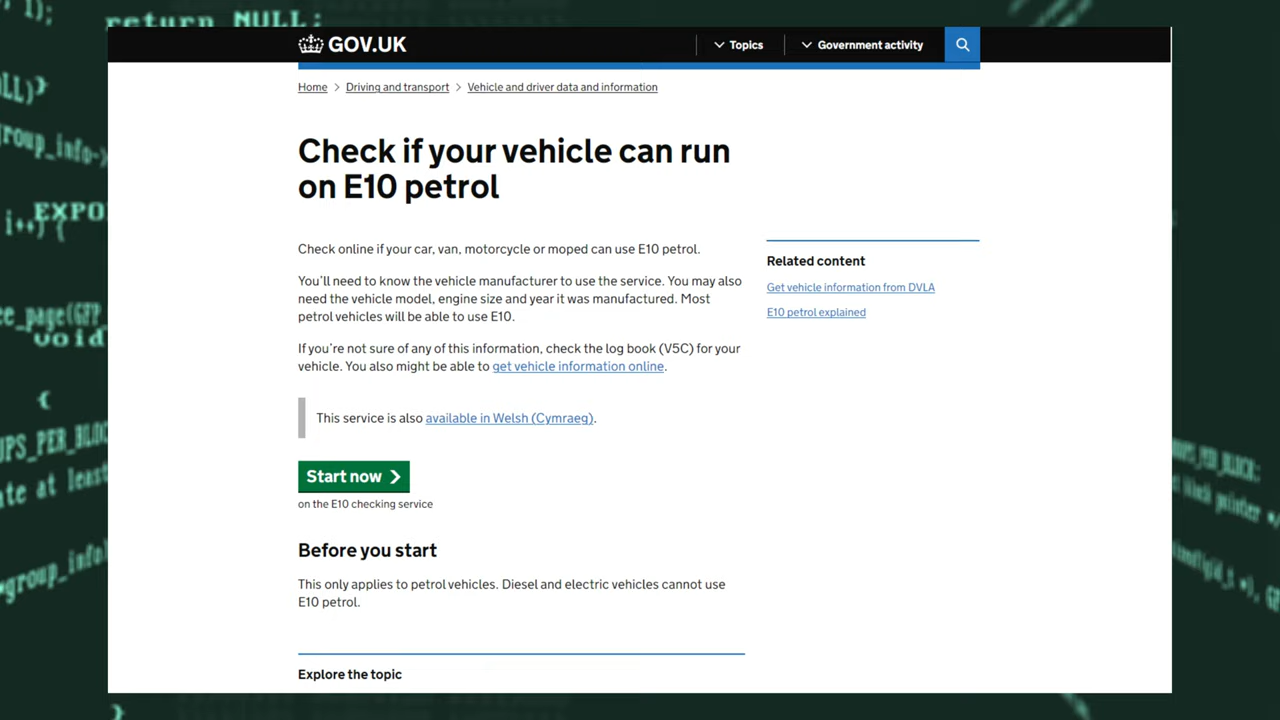 return NULL;
GOV.UK
Topics
Government activity
Home > Driving and transport > Vehicle and driver data and information
Check if your vehicle can run
on E10 petrol
Check online if your car, van, motorcycle or moped can use E10 petrol.
You'll need to know the vehicle manufacturer to use the service. You may also
need the vehicle model, engine size and year it was manufactured. Most
petrol vehicles will be able to use E10.
If you're not sure of any of this information, check the log book (V5C) for your
vehicle. You also might be able to get vehicle information online.
This service is also available in Welsh (Cymraeg).
Start now
on the E10 checking service
Before you start
This only applies to petrol vehicles. Diesel and electric vehicles cannot use
E10 petrol.
Explore the topic
Related content
Get vehicle information from DVLA
E10 petrol explained
i++) {
void
{
ate at least